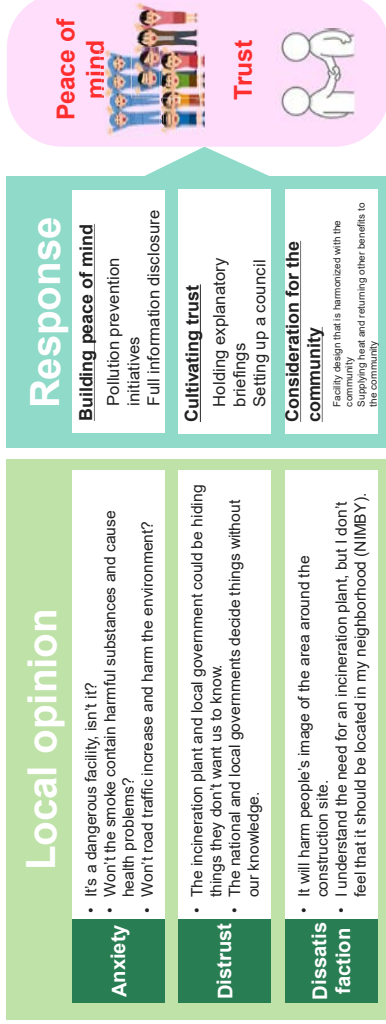 Local opinion
Anxiety
• It's a dangerous facility, isn't it?
• Won't the smoke contain harmful substances and cause
health problems?
• Won't road traffic increase and harm the environment?
Distrust
• The incineration plant and local government could be hiding
things they don't want us to know.
• The national and local governments decide things without
our knowledge.
Dissatis
faction
• It will harm people's image of the area around the
construction site.
• I understand the need for an incineration plant, but I don't
feel that it should be located in my neighborhood (NIMBY).
Response
Building peace of mind
Pollution prevention
initiatives
Full information disclosure
Cultivating trust
Holding explanatory
briefings
Setting up a council
Consideration for the
community
Facility design that is harmonized with the
community
Supplying heat and returning other benefits to
the community
Peace of
mind
Trust